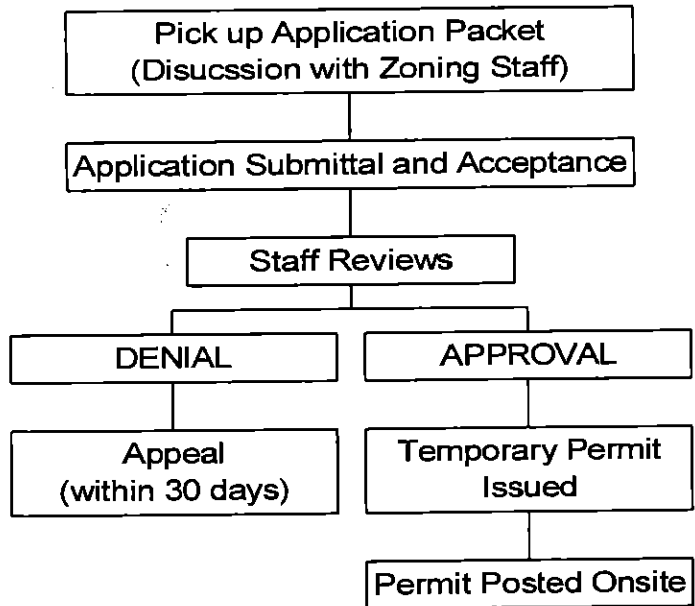 Pick up Application Packet
(Disucssion with Zoning Staff)
Application Submittal and Acceptance
Staff Reviews
DENIAL
APPROVAL
Appeal
(within 30 days)
Temporary Permit
Issued
Permit Posted Onsite